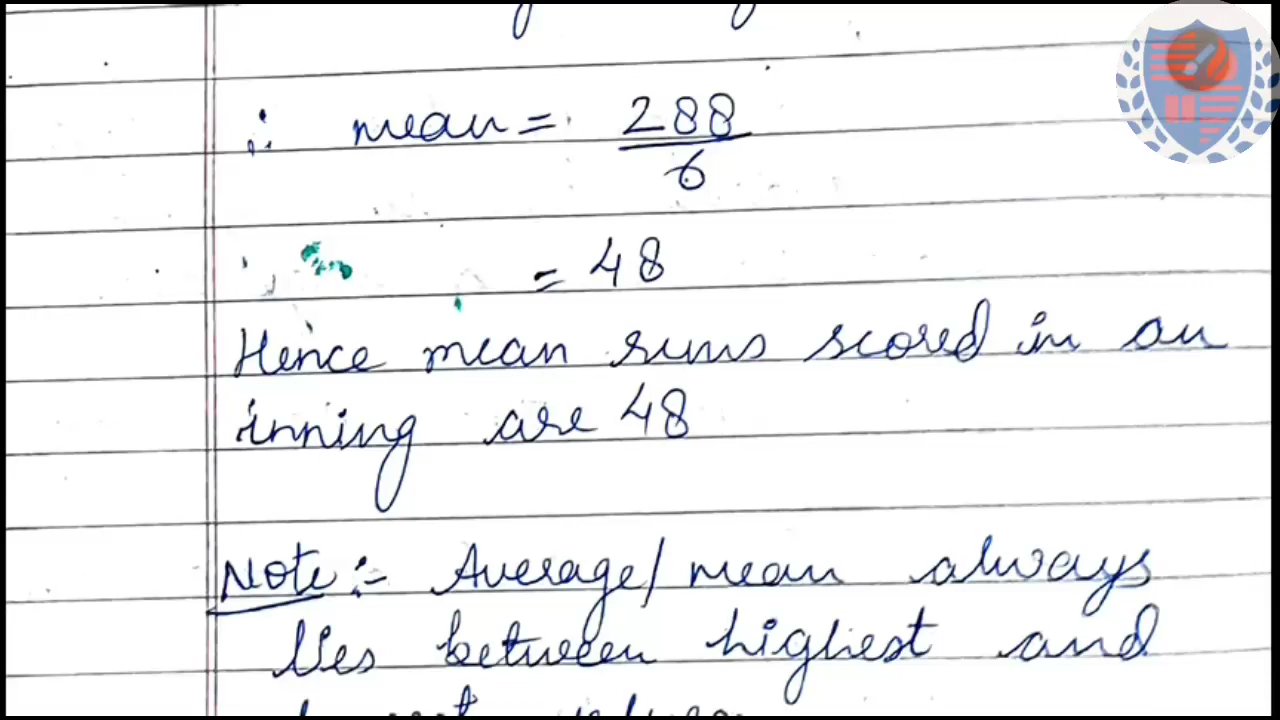 ∴ mean = 288/6
= 48
Hence mean runs scored in an
inning are 48
Note :- Average/mean always
lies between highest and